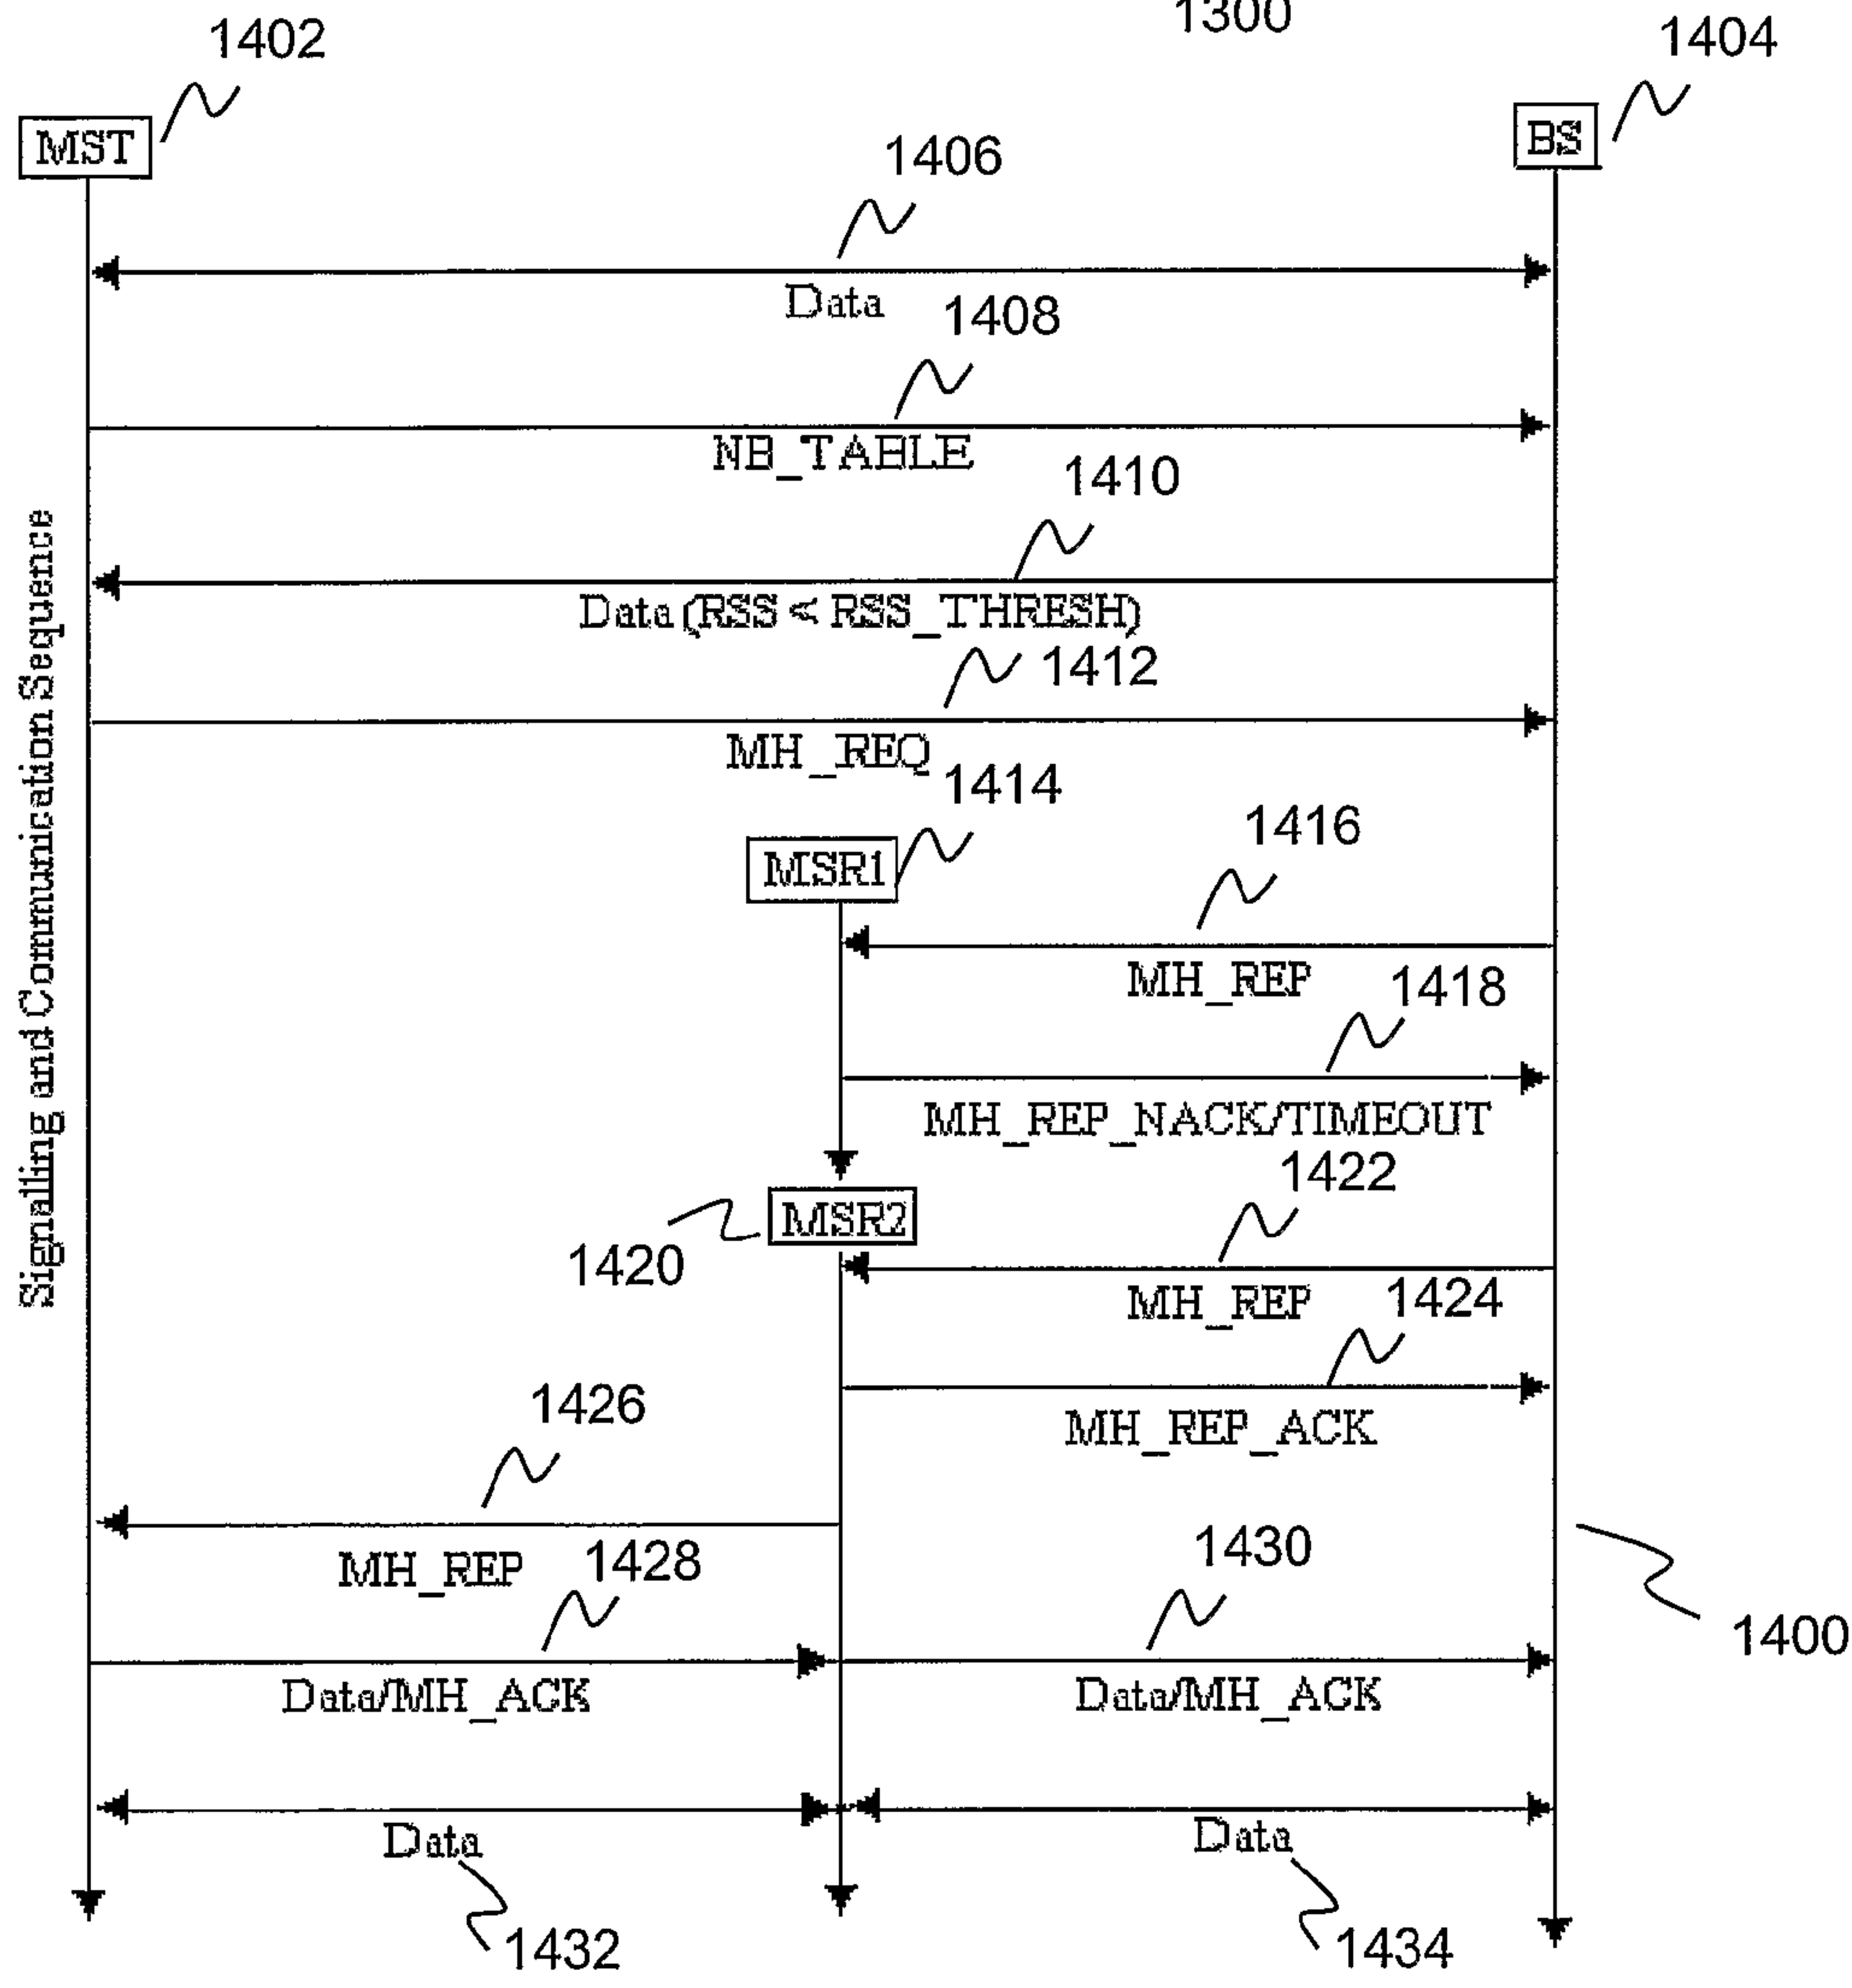 1300
1402
1404
MST
BS
1406
Data
1408
NB_TABLE
1410
Data (RSS < RSS_THRESH)
1412
MH_REQ
1414
MSR1
1416
MH_REP
1418
MH_REP_NACK/TIMEOUT
1422
MSR2
1420
MH_REP
1424
MH_REP_ACK
1426
MH_REP
1428
1430
1400
Data/MH_ACK
Data/MH_ACK
Data
Data
1432
1434
Signalling and Communication Sequence